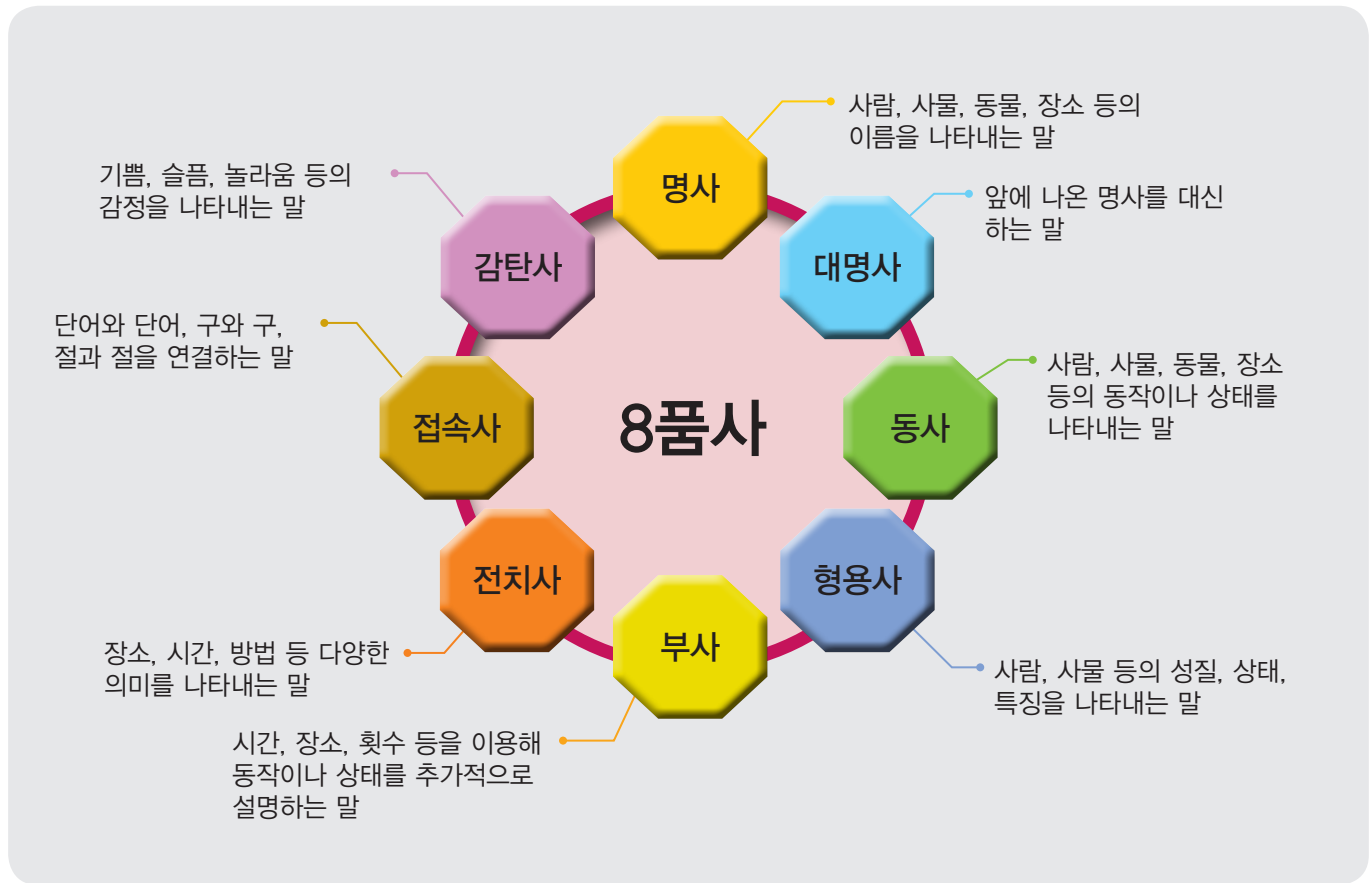 8품사
명사
사람, 사물, 동물, 장소 등의
이름을 나타내는 말
대명사
앞에 나온 명사를 대신
하는 말
동사
사람, 사물, 동물, 장소
등의 동작이나 상태를
나타내는 말
형용사
사람, 사물 등의 성질, 상태,
특징을 나타내는 말
부사
시간, 장소, 횟수 등을 이용해
동작이나 상태를 추가적으로
설명하는 말
전치사
장소, 시간, 방법 등 다양한
의미를 나타내는 말
접속사
단어와 단어, 구와 구,
절과 절을 연결하는 말
감탄사
기쁨, 슬픔, 놀라움 등의
감정을 나타내는 말